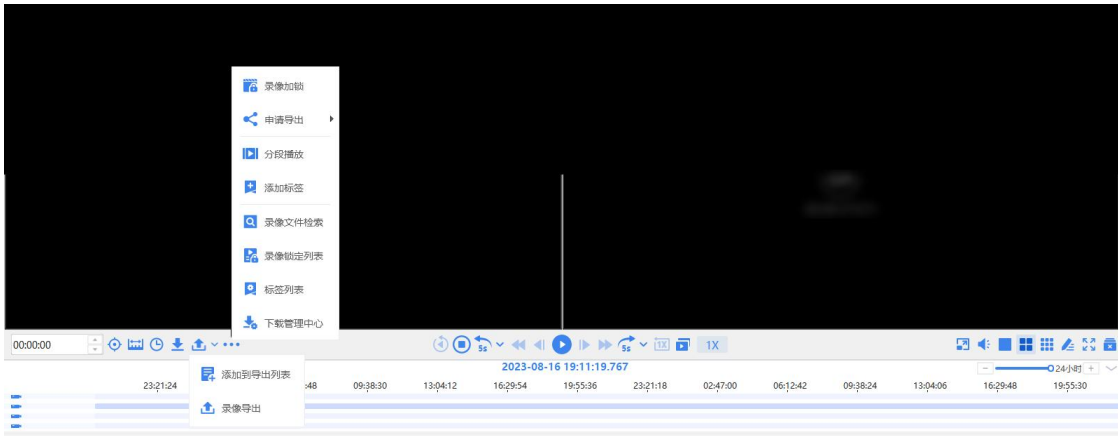 录像加锁
申请导出
分段播放
添加标签
录像文件检索
录像锁定列表
标签列表
下载管理中心
00:00:00 5s 5s 1X 1X
2023-08-16 19:11:19.767 24小时
23:21:24 :48 09:38:30 13:04:12 16:29:54 19:55:36 23:21:18 02:47:00 06:12:42 09:38:24 13:04:06 16:29:48 19:55:30
添加到导出列表
录像导出